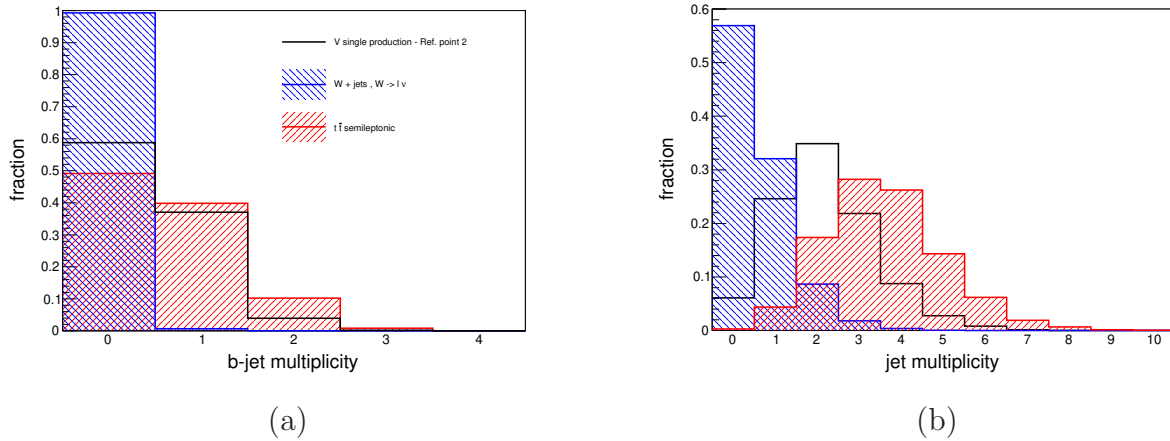 1
0.9
0.8
0.7
0.6
0.5
0.4
0.3
0.2
0.1
0
fraction
V single production - Ref. point 2
W + jets , W -> l ν
t t̄ semileptonic
0 1 2 3 4
b-jet multiplicity
(a)
0.6
0.5
0.4
0.3
0.2
0.1
0.0
fraction
0 1 2 3 4 5 6 7 8 9 10
jet multiplicity
(b)